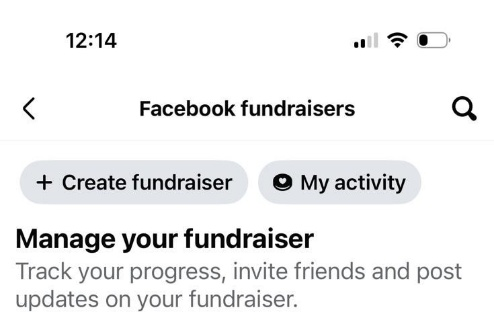 12:14
Facebook fundraisers
+ Create fundraiser
My activity
Manage your fundraiser
Track your progress, invite friends and post
updates on your fundraiser.